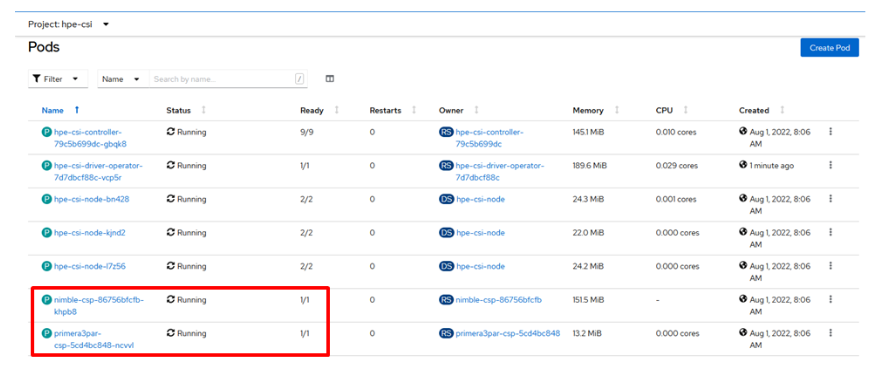 Project: hpe-csi
Pods
Create Pod
Filter Name Search by name... /
Name Status Ready Restarts Owner Memory CPU Created
P hpe-csi-controller- Running 9/9 0 RS hpe-csi-controller- 145.1 MiB 0.010 cores Aug 1, 2022, 8:06
79c5b699dc-gbqk8 79c5b699dc AM
P hpe-csi-driver-operator- Running 1/1 0 RS hpe-csi-driver-operator- 189.6 MiB 0.029 cores 1 minute ago
7d7dbcf88c-vcp5r 7d7dbcf88c
P hpe-csi-node-bn428 Running 2/2 0 DS hpe-csi-node 24.3 MiB 0.001 cores Aug 1, 2022, 8:06
AM
P hpe-csi-node-kjnd2 Running 2/2 0 DS hpe-csi-node 22.0 MiB 0.000 cores Aug 1, 2022, 8:06
AM
P hpe-csi-node-l7z56 Running 2/2 0 DS hpe-csi-node 24.2 MiB 0.000 cores Aug 1, 2022, 8:06
AM
P nimble-csp-86756bfcfb- Running 1/1 0 RS nimble-csp-86756bfcfb 151.5 MiB - Aug 1, 2022, 8:06
khpb8 AM
P primera3par- Running 1/1 0 RS primera3par-csp-5cd4bc848 13.2 MiB 0.000 cores Aug 1, 2022, 8:06
csp-5cd4bc848-ncvvl AM